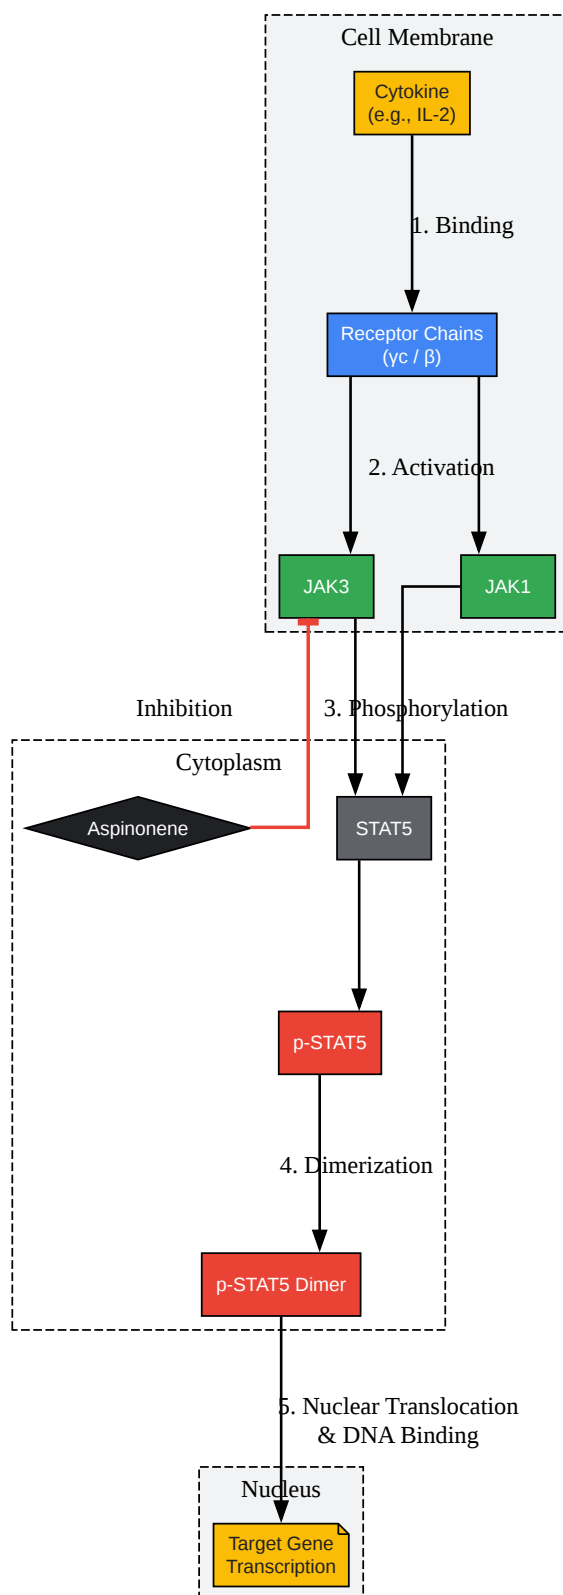 Cell Membrane
Cytokine
(e.g., IL-2)
1. Binding
Receptor Chains
(γc / β)
2. Activation
JAK3
JAK1
Inhibition
3. Phosphorylation
Cytoplasm
Aspinonene
STAT5
p-STAT5
4. Dimerization
p-STAT5 Dimer
5. Nuclear Translocation
& DNA Binding
Nucleus
Target Gene
Transcription